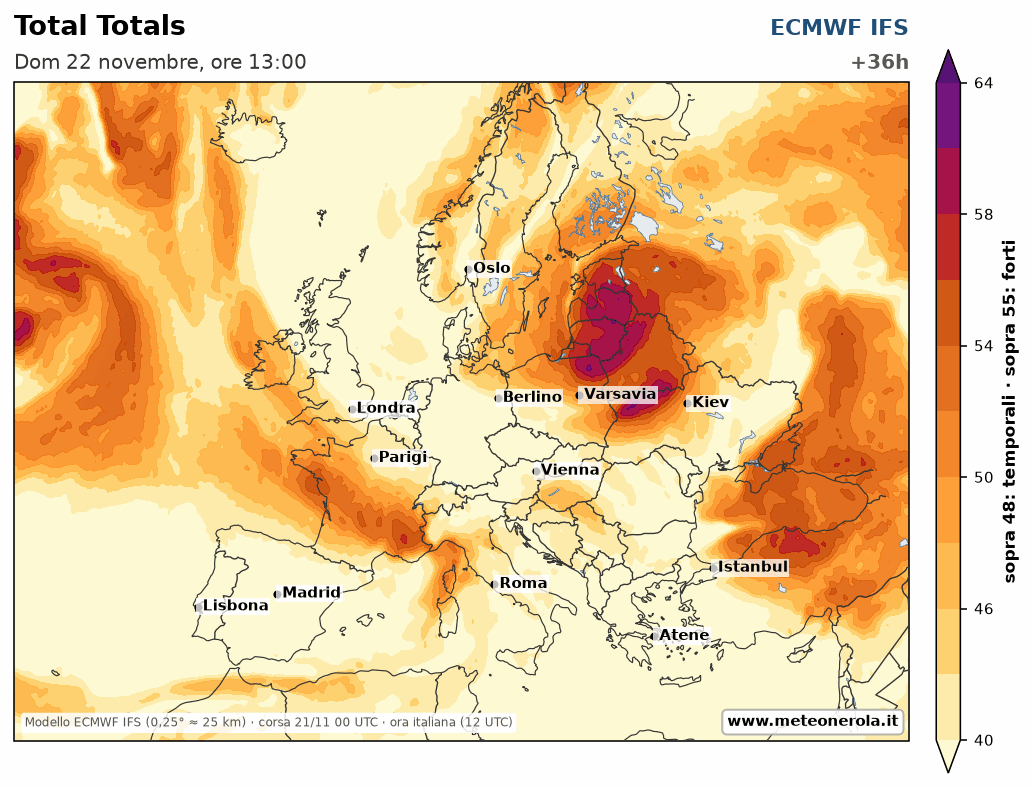 Total Totals
ECMWF IFS
Dom 22 novembre, ore 13:00
+36h
64
58
54
50
46
40
sopra 48: temporali · sopra 55: forti
Oslo
Berlino
Varsavia
Kiev
Londra
Parigi
Vienna
Istanbul
Roma
Madrid
Lisbona
Atene
Modello ECMWF IFS (0,25° ≈ 25 km) · corsa 21/11 00 UTC · ora italiana (12 UTC)
www.meteonerola.it